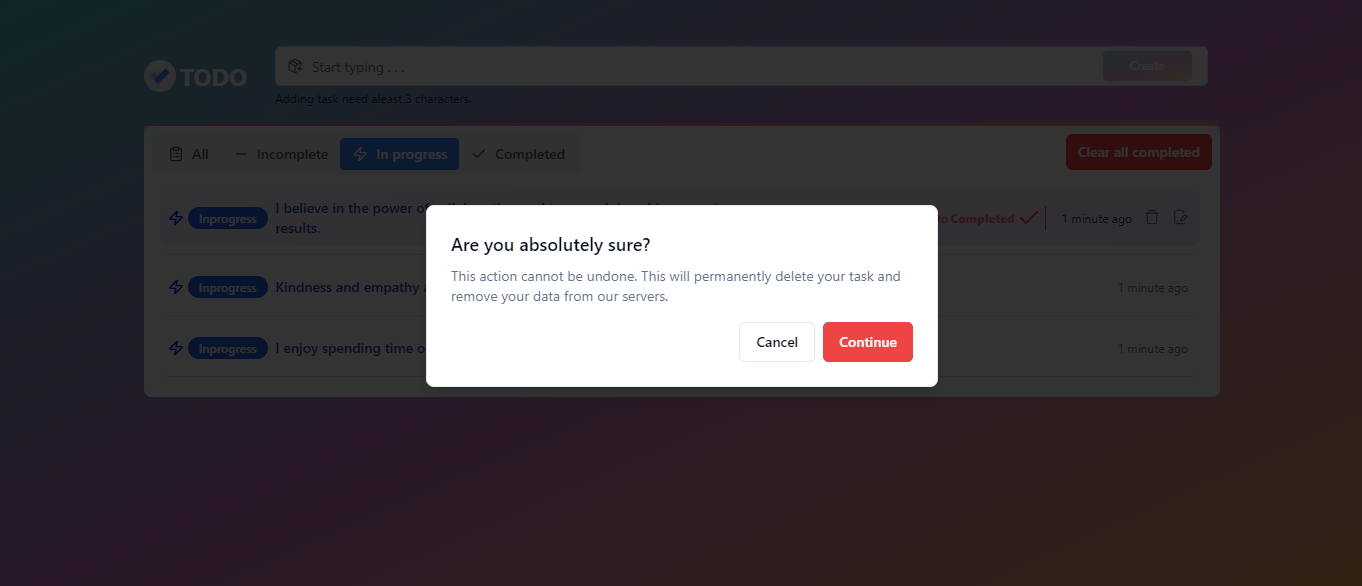 TODO
Start typing . . .
Create
Adding task need aleast 3 characters.
All
Incomplete
In progress
Completed
Clear all completed
Inprogress
I believe in the power of
results.
to Completed
1 minute ago
Are you absolutely sure?
This action cannot be undone. This will permanently delete your task and
remove your data from our servers.
Cancel
Continue
Inprogress
Kindness and empathy
1 minute ago
Inprogress
I enjoy spending time
1 minute ago